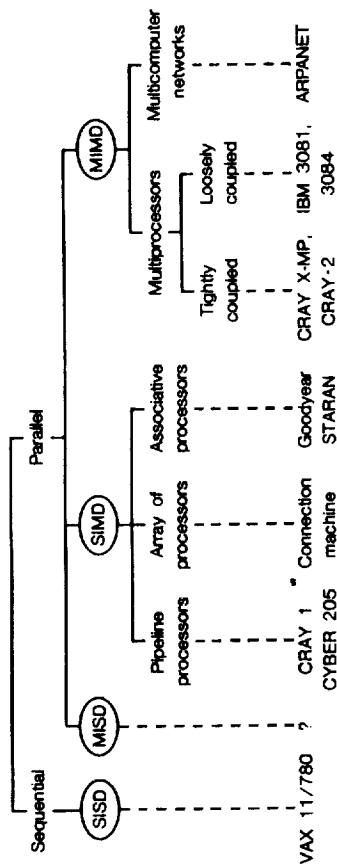 Sequential
Parallel
SISD
MISD
SIMD
MIMD
Pipeline
processors
Array of
processors
Associative
processors
Multiprocessors
Multicomputer
networks
Tightly
coupled
Loosely
coupled
VAX 11/780
?
CRAY 1
CYBER 205
Connection
machine
Goodyear
STARAN
CRAY X-MP,
CRAY-2
IBM 3081,
3084
ARPANET